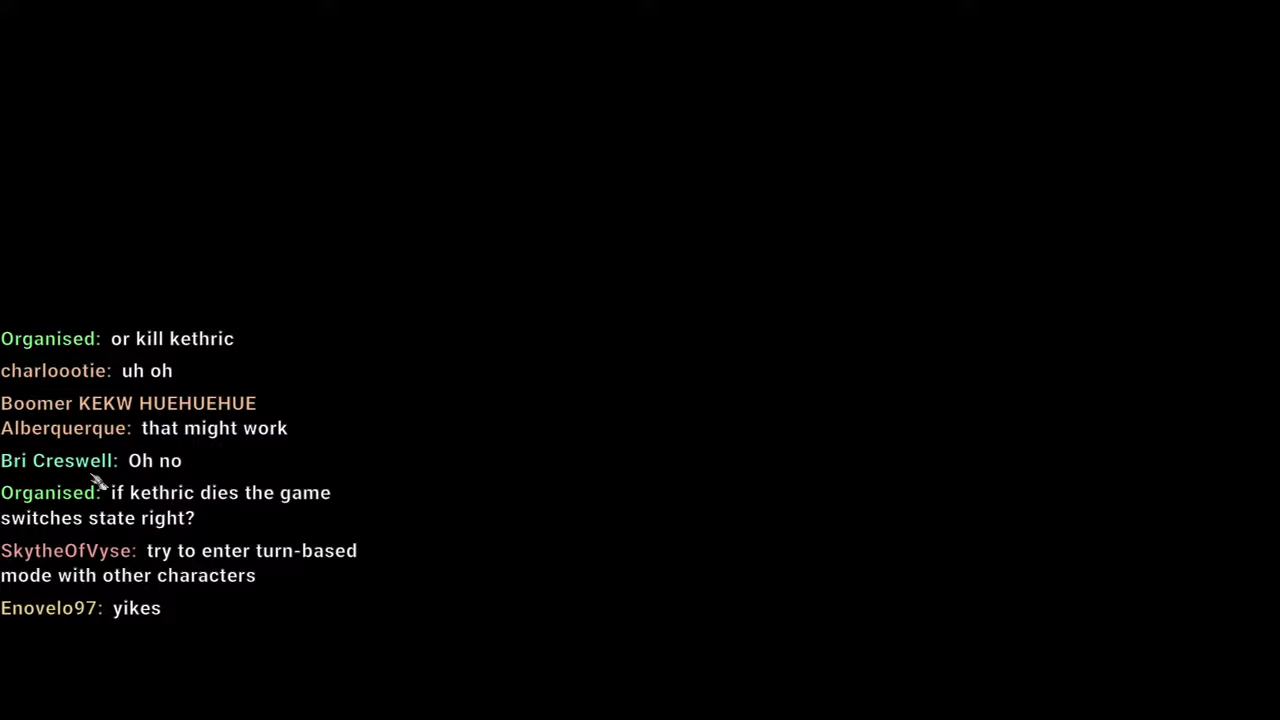 Organised: or kill kethric
charloootie: uh oh
Boomer KEKW HUEHUEHUE
Alberquerque: that might work
Bri Creswell: Oh no
Organised: if kethric dies the game
switches state right?
SkytheOfVyse: try to enter turn-based
mode with other characters
Enovelo97: yikes